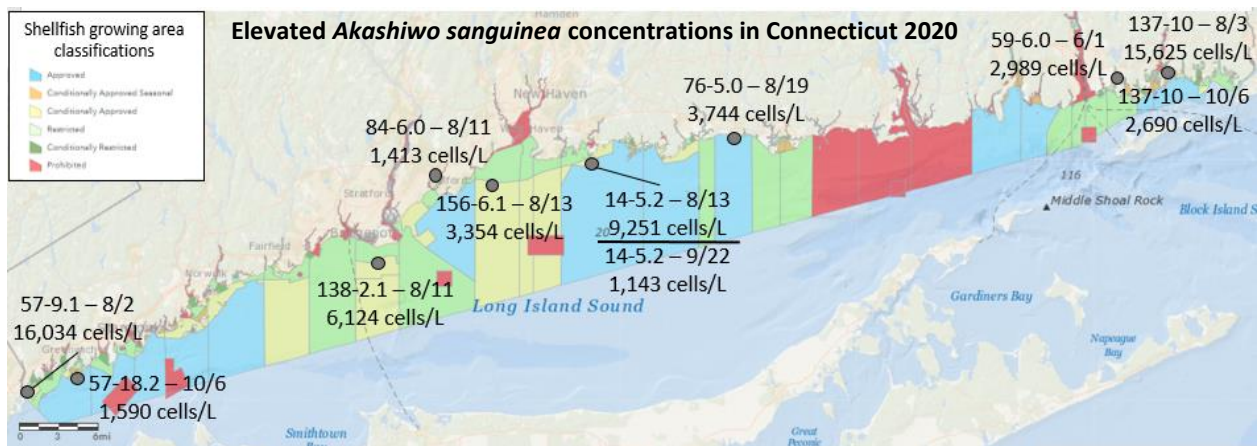 Elevated Akashiwo sanguinea concentrations in Connecticut 2020
Shellfish growing area
classifications
Approved
Conditionally Approved Seasonal
Conditionally Approved
Restricted
Conditionally Restricted
Prohibited
137-10 – 8/3
15,625 cells/L
59-6.0 – 6/1
2,989 cells/L
137-10 – 10/6
2,690 cells/L
76-5.0 – 8/19
3,744 cells/L
84-6.0 – 8/11
1,413 cells/L
156-6.1 – 8/13
3,354 cells/L
14-5.2 – 8/13
9,251 cells/L
14-5.2 – 9/22
1,143 cells/L
138-2.1 – 8/11
6,124 cells/L
57-9.1 – 8/2
16,034 cells/L
57-18.2 – 10/6
1,590 cells/L
Hamden
New Haven
Stratford
Fairfield
116
Middle Shoal Rock
Block Island S
20
Long Island Sound
Gardiners Bay
Napeague
Bay
Great
Peconic
Smithtown
0 3 6mi